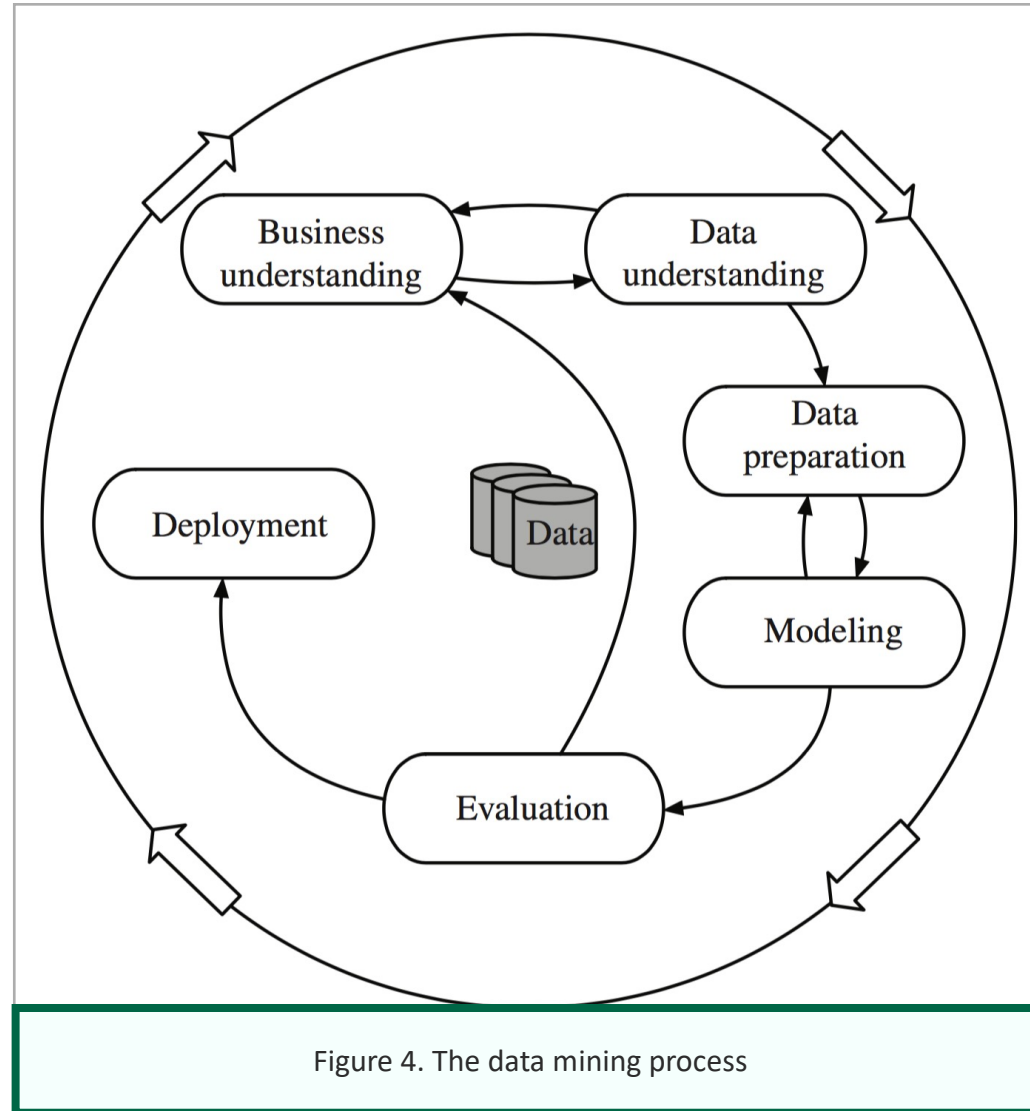 Business
understanding
Data
understanding
Data
preparation
Deployment
Data
Modeling
Evaluation
Figure 4. The data mining process